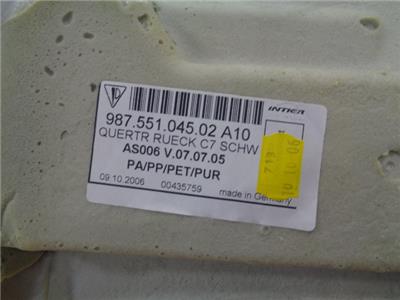 INTIER
987.551.045.02 A10
QUERTR RUECK C7 SCHW
AS006 V.07.07.05
PA/PP/PET/PUR
09.10.2006 00435759 made in Germany
713